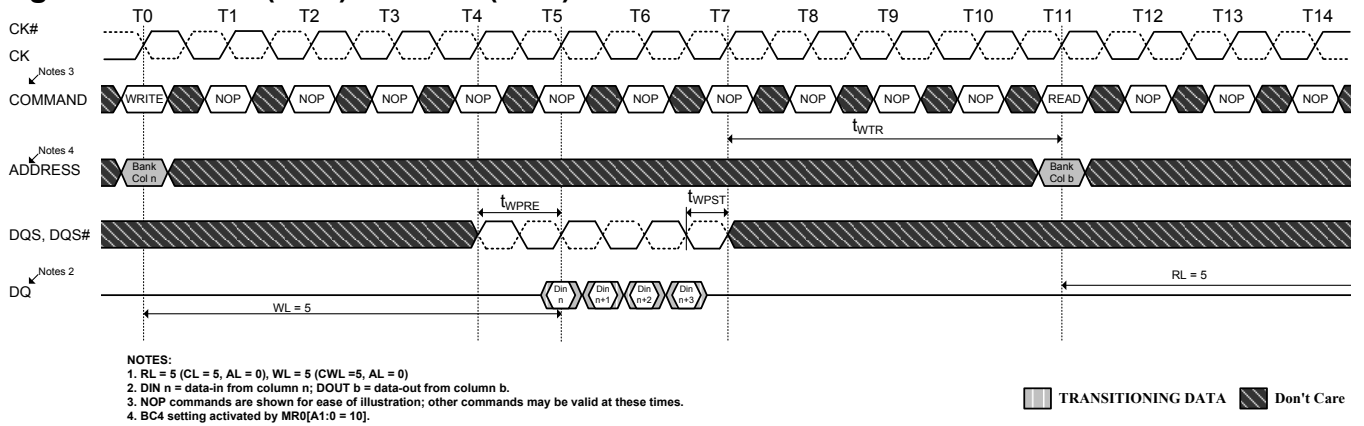 T0 T1 T2 T3 T4 T5 T6 T7 T8 T9 T10 T11 T12 T13 T14
CK#
CK
Notes 3
COMMAND WRITE NOP NOP NOP NOP NOP NOP NOP NOP NOP NOP READ NOP NOP NOP
tWTR
Notes 4
ADDRESS
Bank
Col n
Bank
Col b
tWPRE
tWPST
DQS, DQS#
Notes 2
DQ
Din
n
Din
n+1
Din
n+2
Din
n+3
RL = 5
WL = 5
NOTES:
1. RL = 5 (CL = 5, AL = 0), WL = 5 (CWL =5, AL = 0)
2. DIN n = data-in from column n; DOUT b = data-out from column b.
3. NOP commands are shown for ease of illustration; other commands may be valid at these times.
4. BC4 setting activated by MR0[A1:0 = 10].
TRANSITIONING DATA
Don't Care